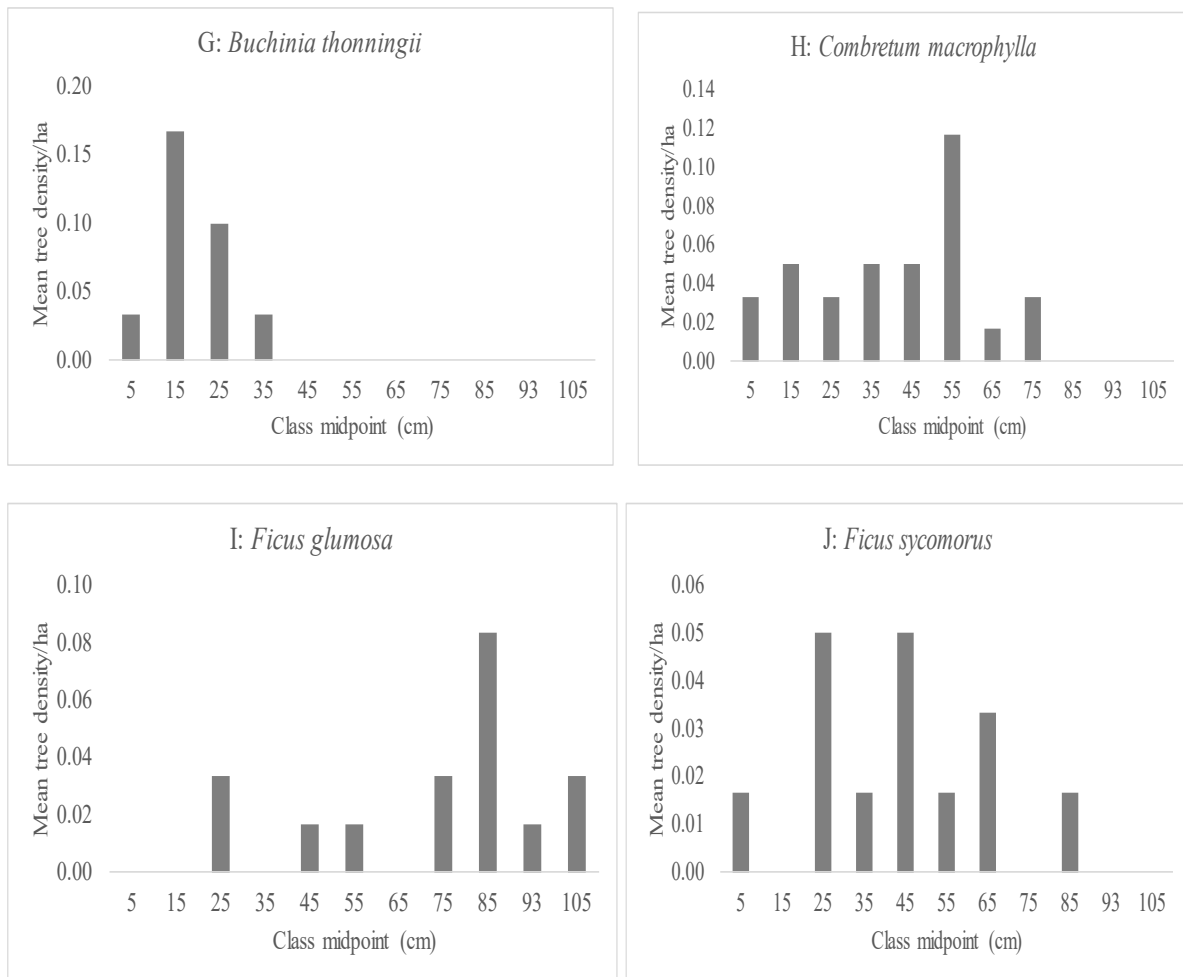 G: Buchinia thonningii
Mean tree density/ha
0.20
0.15
0.10
0.05
0.00
5 15 25 35 45 55 65 75 85 93 105
Class midpoint (cm)
H: Combretum macrophylla
Mean tree density/ha
0.14
0.12
0.10
0.08
0.06
0.04
0.02
0.00
5 15 25 35 45 55 65 75 85 93 105
Class midpoint (cm)
I: Ficus glumosa
Mean tree density/ha
0.10
0.08
0.06
0.04
0.02
0.00
5 15 25 35 45 55 65 75 85 93 105
Class midpoint (cm)
J: Ficus sycomorus
Mean tree density/ha
0.06
0.05
0.04
0.03
0.02
0.01
0.00
5 15 25 35 45 55 65 75 85 93 105
Class midpoint (cm)